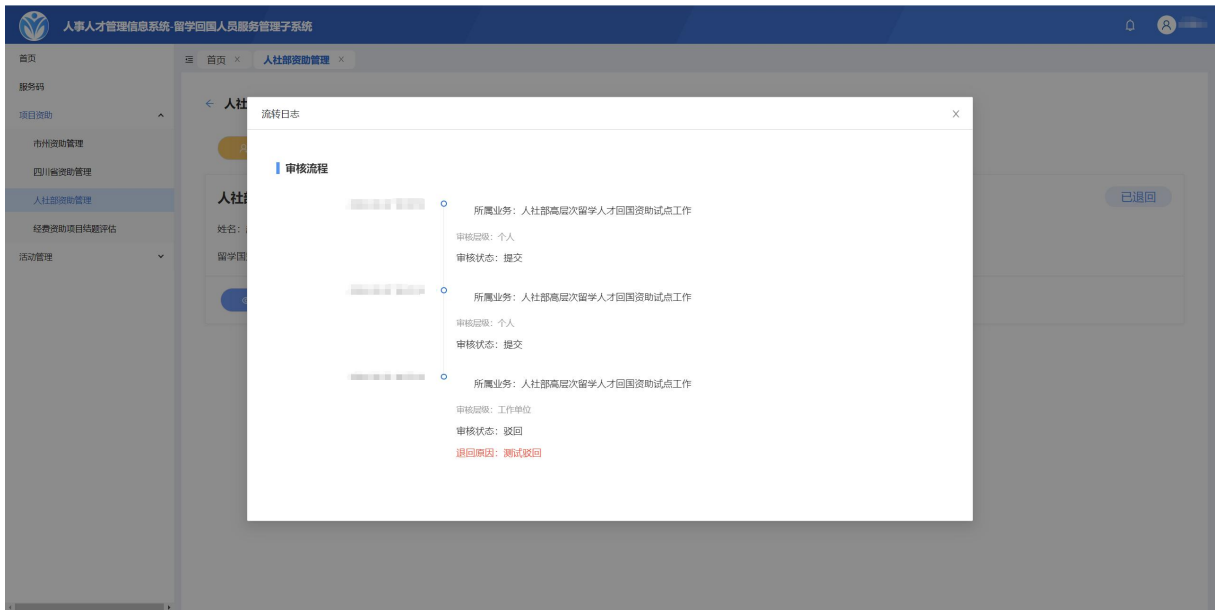 人事人才管理信息系统-留学回国人员服务管理子系统
首页
服务码
项目资助
市州资助管理
四川省资助管理
人社部资助管理
经费资助项目结题评估
活动管理
首页 ×
人社部资助管理 ×
人社
人社部
已退回
姓名：
留学国
流转日志
审核流程
所属业务：人社部高层次留学人才回国资助试点工作
审核层级：个人
审核状态：提交
所属业务：人社部高层次留学人才回国资助试点工作
审核层级：个人
审核状态：提交
所属业务：人社部高层次留学人才回国资助试点工作
审核层级：工作单位
审核状态：驳回
退回原因：测试驳回